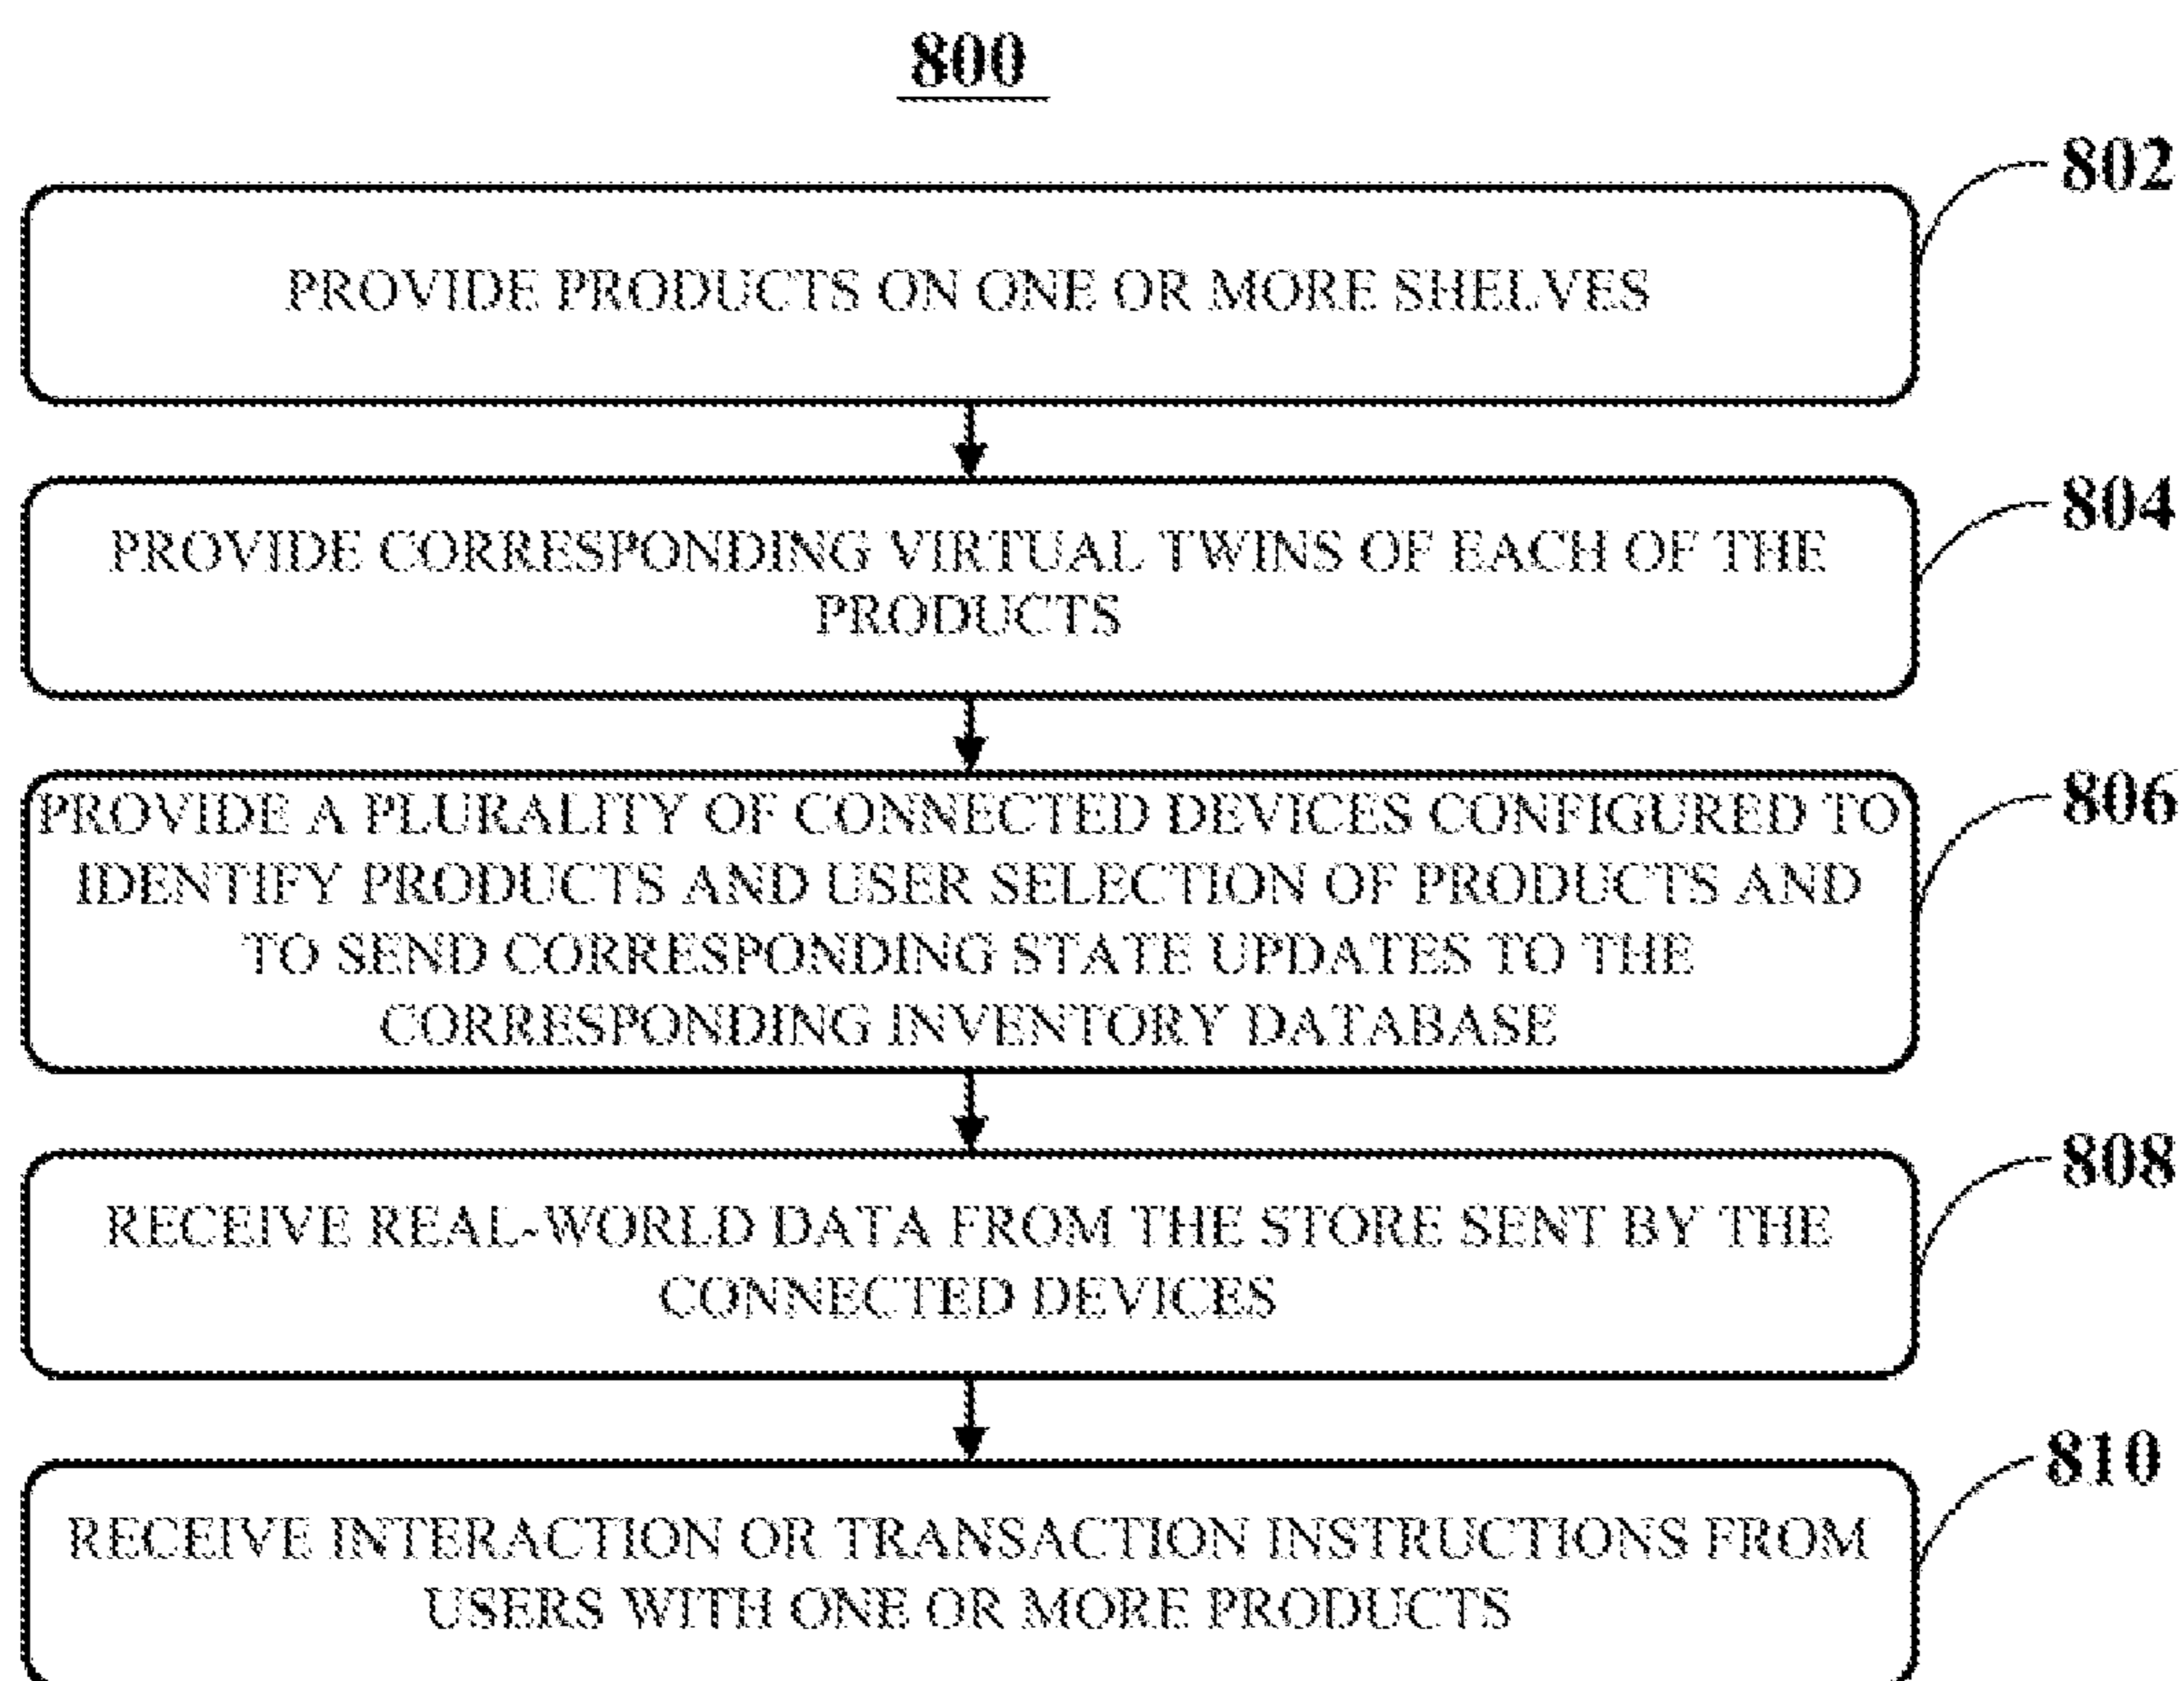 800
802
PROVIDE PRODUCTS ON ONE OR MORE SHELVES
804
PROVIDE CORRESPONDING VIRTUAL TWINS OF EACH OF THE
PRODUCTS
806
PROVIDE A PLURALITY OF CONNECTED DEVICES CONFIGURED TO
IDENTIFY PRODUCTS AND USER SELECTION OF PRODUCTS AND
TO SEND CORRESPONDING STATE UPDATES TO THE
CORRESPONDING INVENTORY DATABASE
808
RECEIVE REAL-WORLD DATA FROM THE STORE SENT BY THE
CONNECTED DEVICES
810
RECEIVE INTERACTION OR TRANSACTION INSTRUCTIONS FROM
USERS WITH ONE OR MORE PRODUCTS